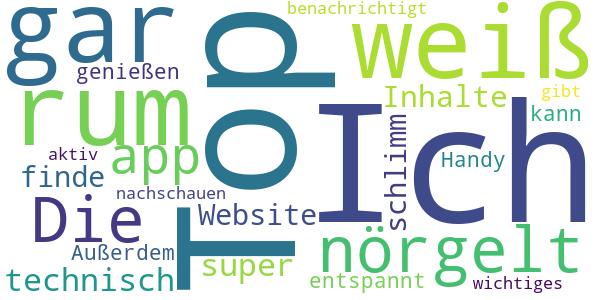 benachrichtigt
gar
Top
weiß
genießen
rum
Ich
Inhalte
gibt
kann
app
schlimm
aktiv
finde
Handy
nachschauen
Die
Website
Außerdem
nörgelt
technisch
super
entspannt
wichtiges